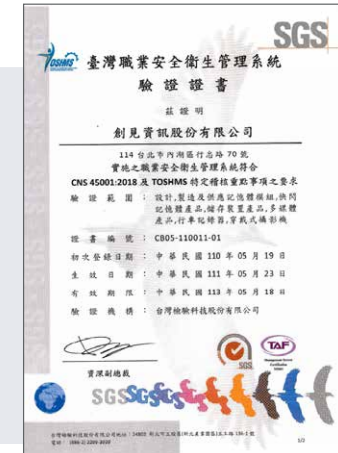 SGS
TOSHMS
臺灣職業安全衛生管理系統
驗證證書
茲證明
創見資訊股份有限公司
114 台北市內湖區行忠路 70 號
實施之職業安全衛生管理系統符合
CNS 45001:2018 及 TOSHMS 特定稽核重點事項之要求
驗證範圍：設計,製造及供應記憶體模組,快閃
記憶體產品,儲存裝置產品,多媒體
產品,行車記錄器,穿戴式攝影機
證書編號：CB05-110011-01
初次登錄日期：中華民國 110 年 05 月 19 日
生效日期：中華民國 111 年 05 月 23 日
有效期限：中華民國 113 年 05 月 18 日
驗證機構：台灣檢驗科技股份有限公司
資深副總裁
SGS
TAF
SGSSGSSGS
1/2